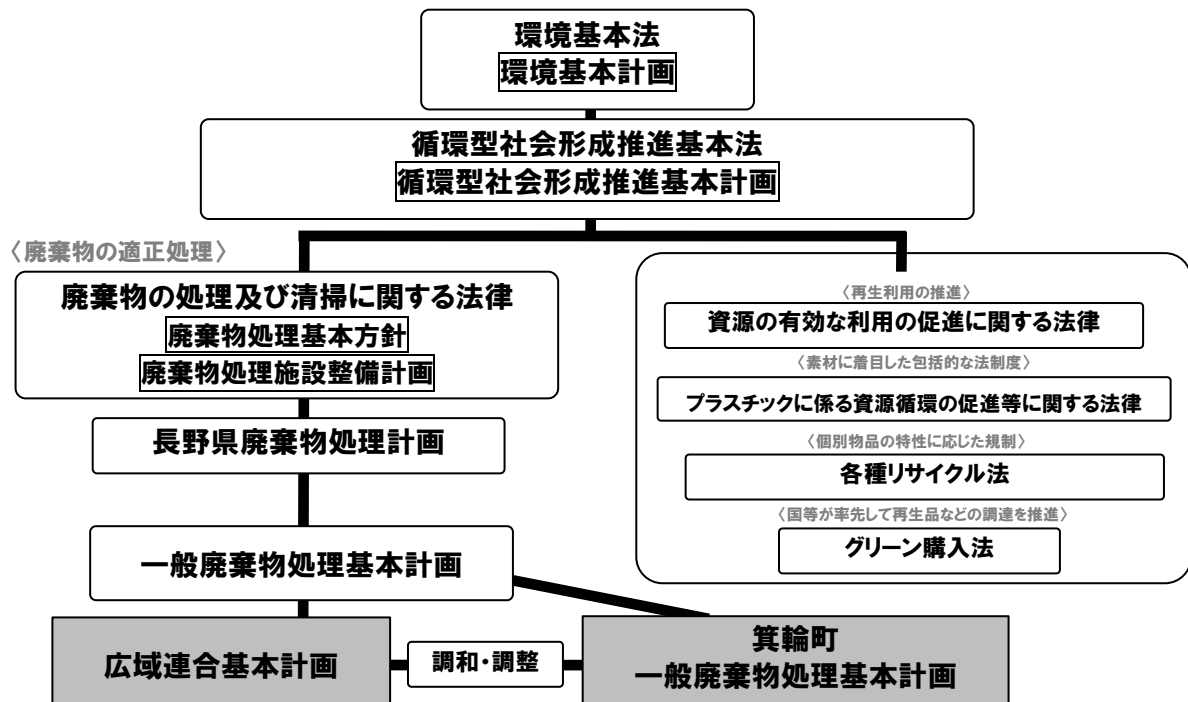 環境基本法
環境基本計画
循環型社会形成推進基本法
循環型社会形成推進基本計画
〈廃棄物の適正処理〉
廃棄物の処理及び清掃に関する法律
廃棄物処理基本方針
廃棄物処理施設整備計画
長野県廃棄物処理計画
一般廃棄物処理基本計画
〈再生利用の推進〉
資源の有効な利用の促進に関する法律
〈素材に着目した包括的な法制度〉
プラスチックに係る資源循環の促進等に関する法律
〈個別物品の特性に応じた規制〉
各種リサイクル法
〈国等が率先して再生品などの調達を推進〉
グリーン購入法
広域連合基本計画
調和・調整
箕輪町
一般廃棄物処理基本計画